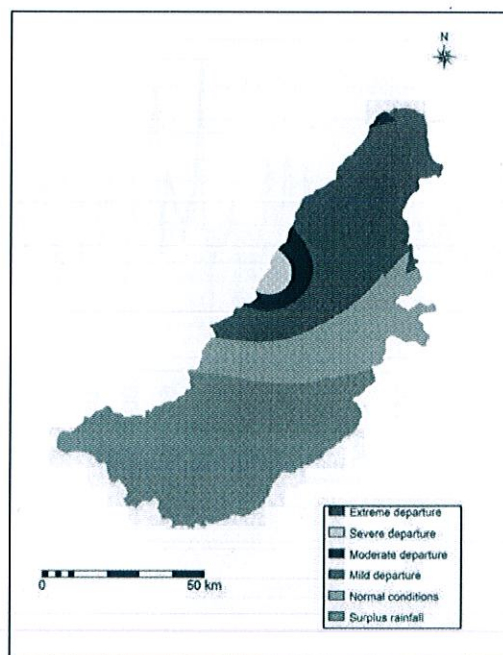 N
Extreme departure
Severe departure
Moderate departure
Mild departure
Normal conditions
Surplus rainfall
0 50 km